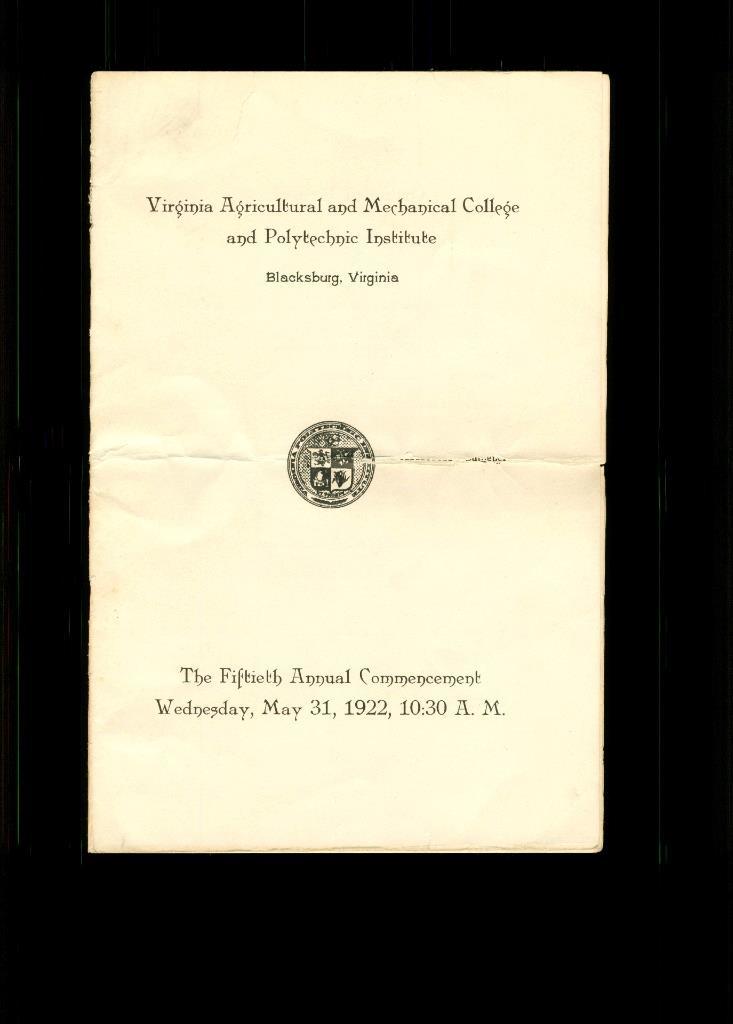 Virginia Agricultural and Mechanical College
and Polytechnic Institute
Blacksburg, Virginia
The Fiftieth Annual Commencement
Wednesday, May 31, 1922, 10:30 A. M.